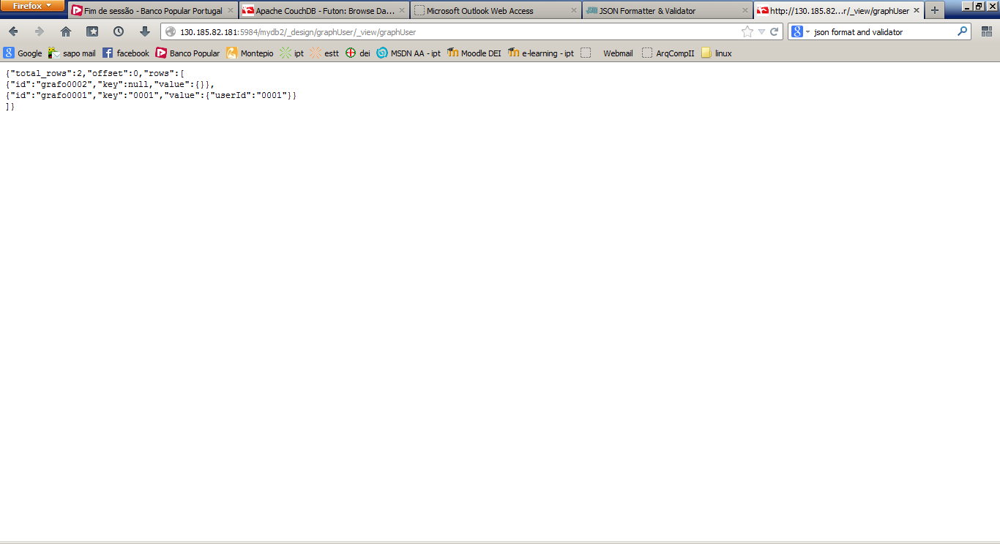 Firefox
Fim de sessão - Banco Popular Portugal
Apache CouchDB - Futon: Browse Da...
Microsoft Outlook Web Access
JSON Formatter & Validator
http://130.185.82...r/_view/graphUser
130.185.82.181:5984/mydb2/_design/graphUser/_view/graphUser
json format and validator
Google sapo mail facebook Banco Popular Montepio ipt estt dei MSDN AA - ipt Moodle DEI e-learning - ipt Webmail ArqCompII linux
{"total_rows":2,"offset":0,"rows":[
{"id":"grafo0002","key":null,"value":{}},
{"id":"grafo0001","key":"0001","value":{"userId":"0001"}}
]}